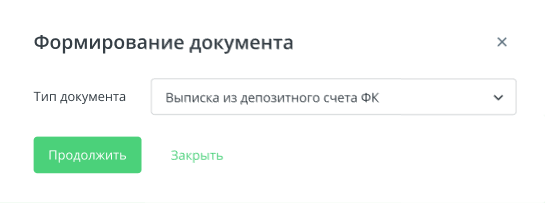 Формирование документа
Тип документа Выписка из депозитного счета ФК
Продолжить Закрыть